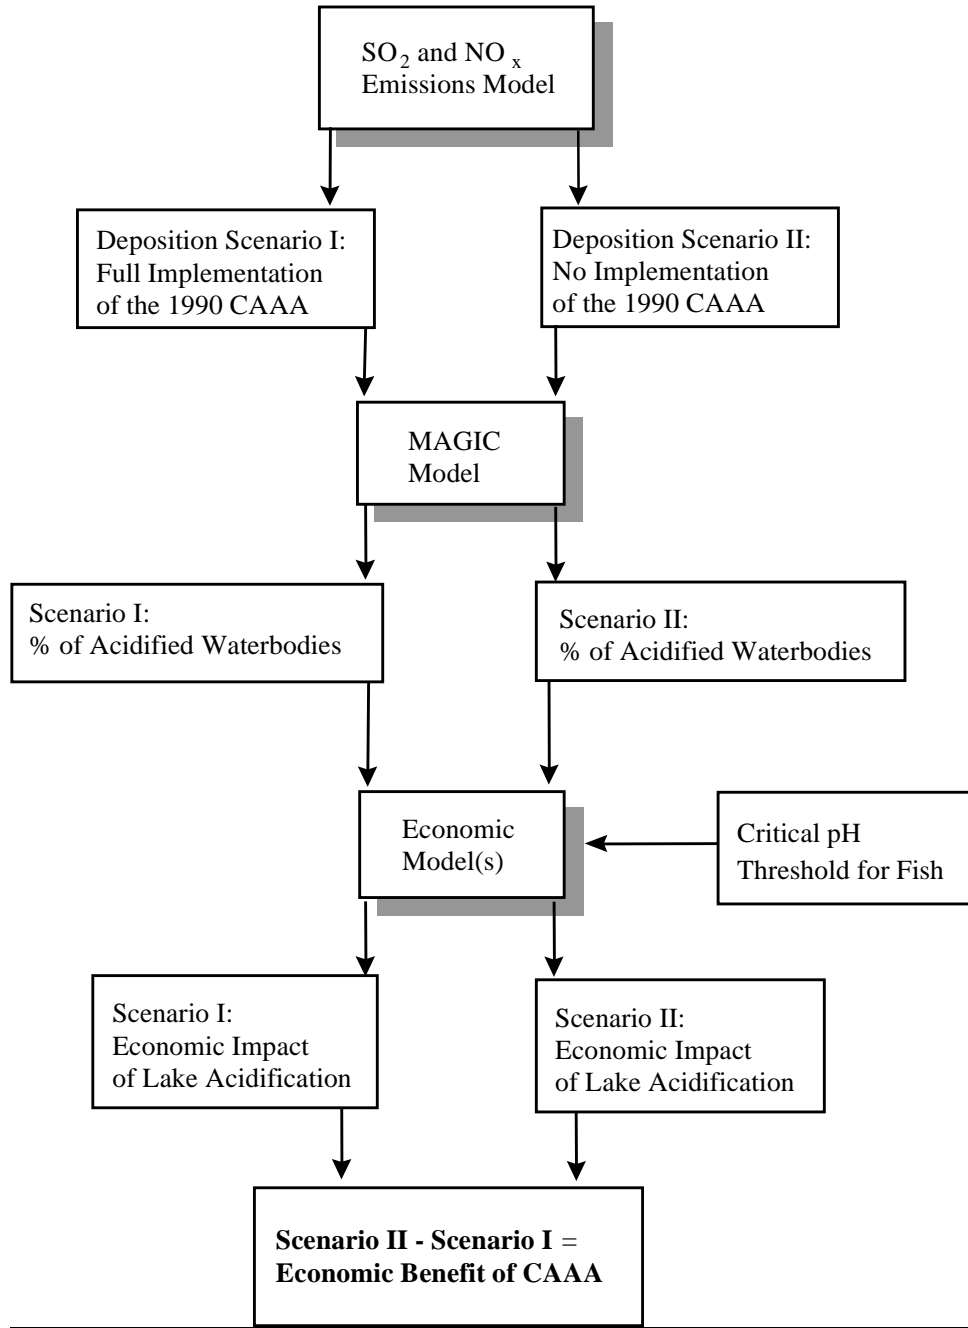 SO2 and NO x
Emissions Model
Deposition Scenario I:
Full Implementation
of the 1990 CAAA
Deposition Scenario II:
No Implementation
of the 1990 CAAA
MAGIC
Model
Scenario I:
% of Acidified Waterbodies
Scenario II:
% of Acidified Waterbodies
Economic
Model(s)
Critical pH
Threshold for Fish
Scenario I:
Economic Impact
of Lake Acidification
Scenario II:
Economic Impact
of Lake Acidification
Scenario II - Scenario I =
Economic Benefit of CAAA